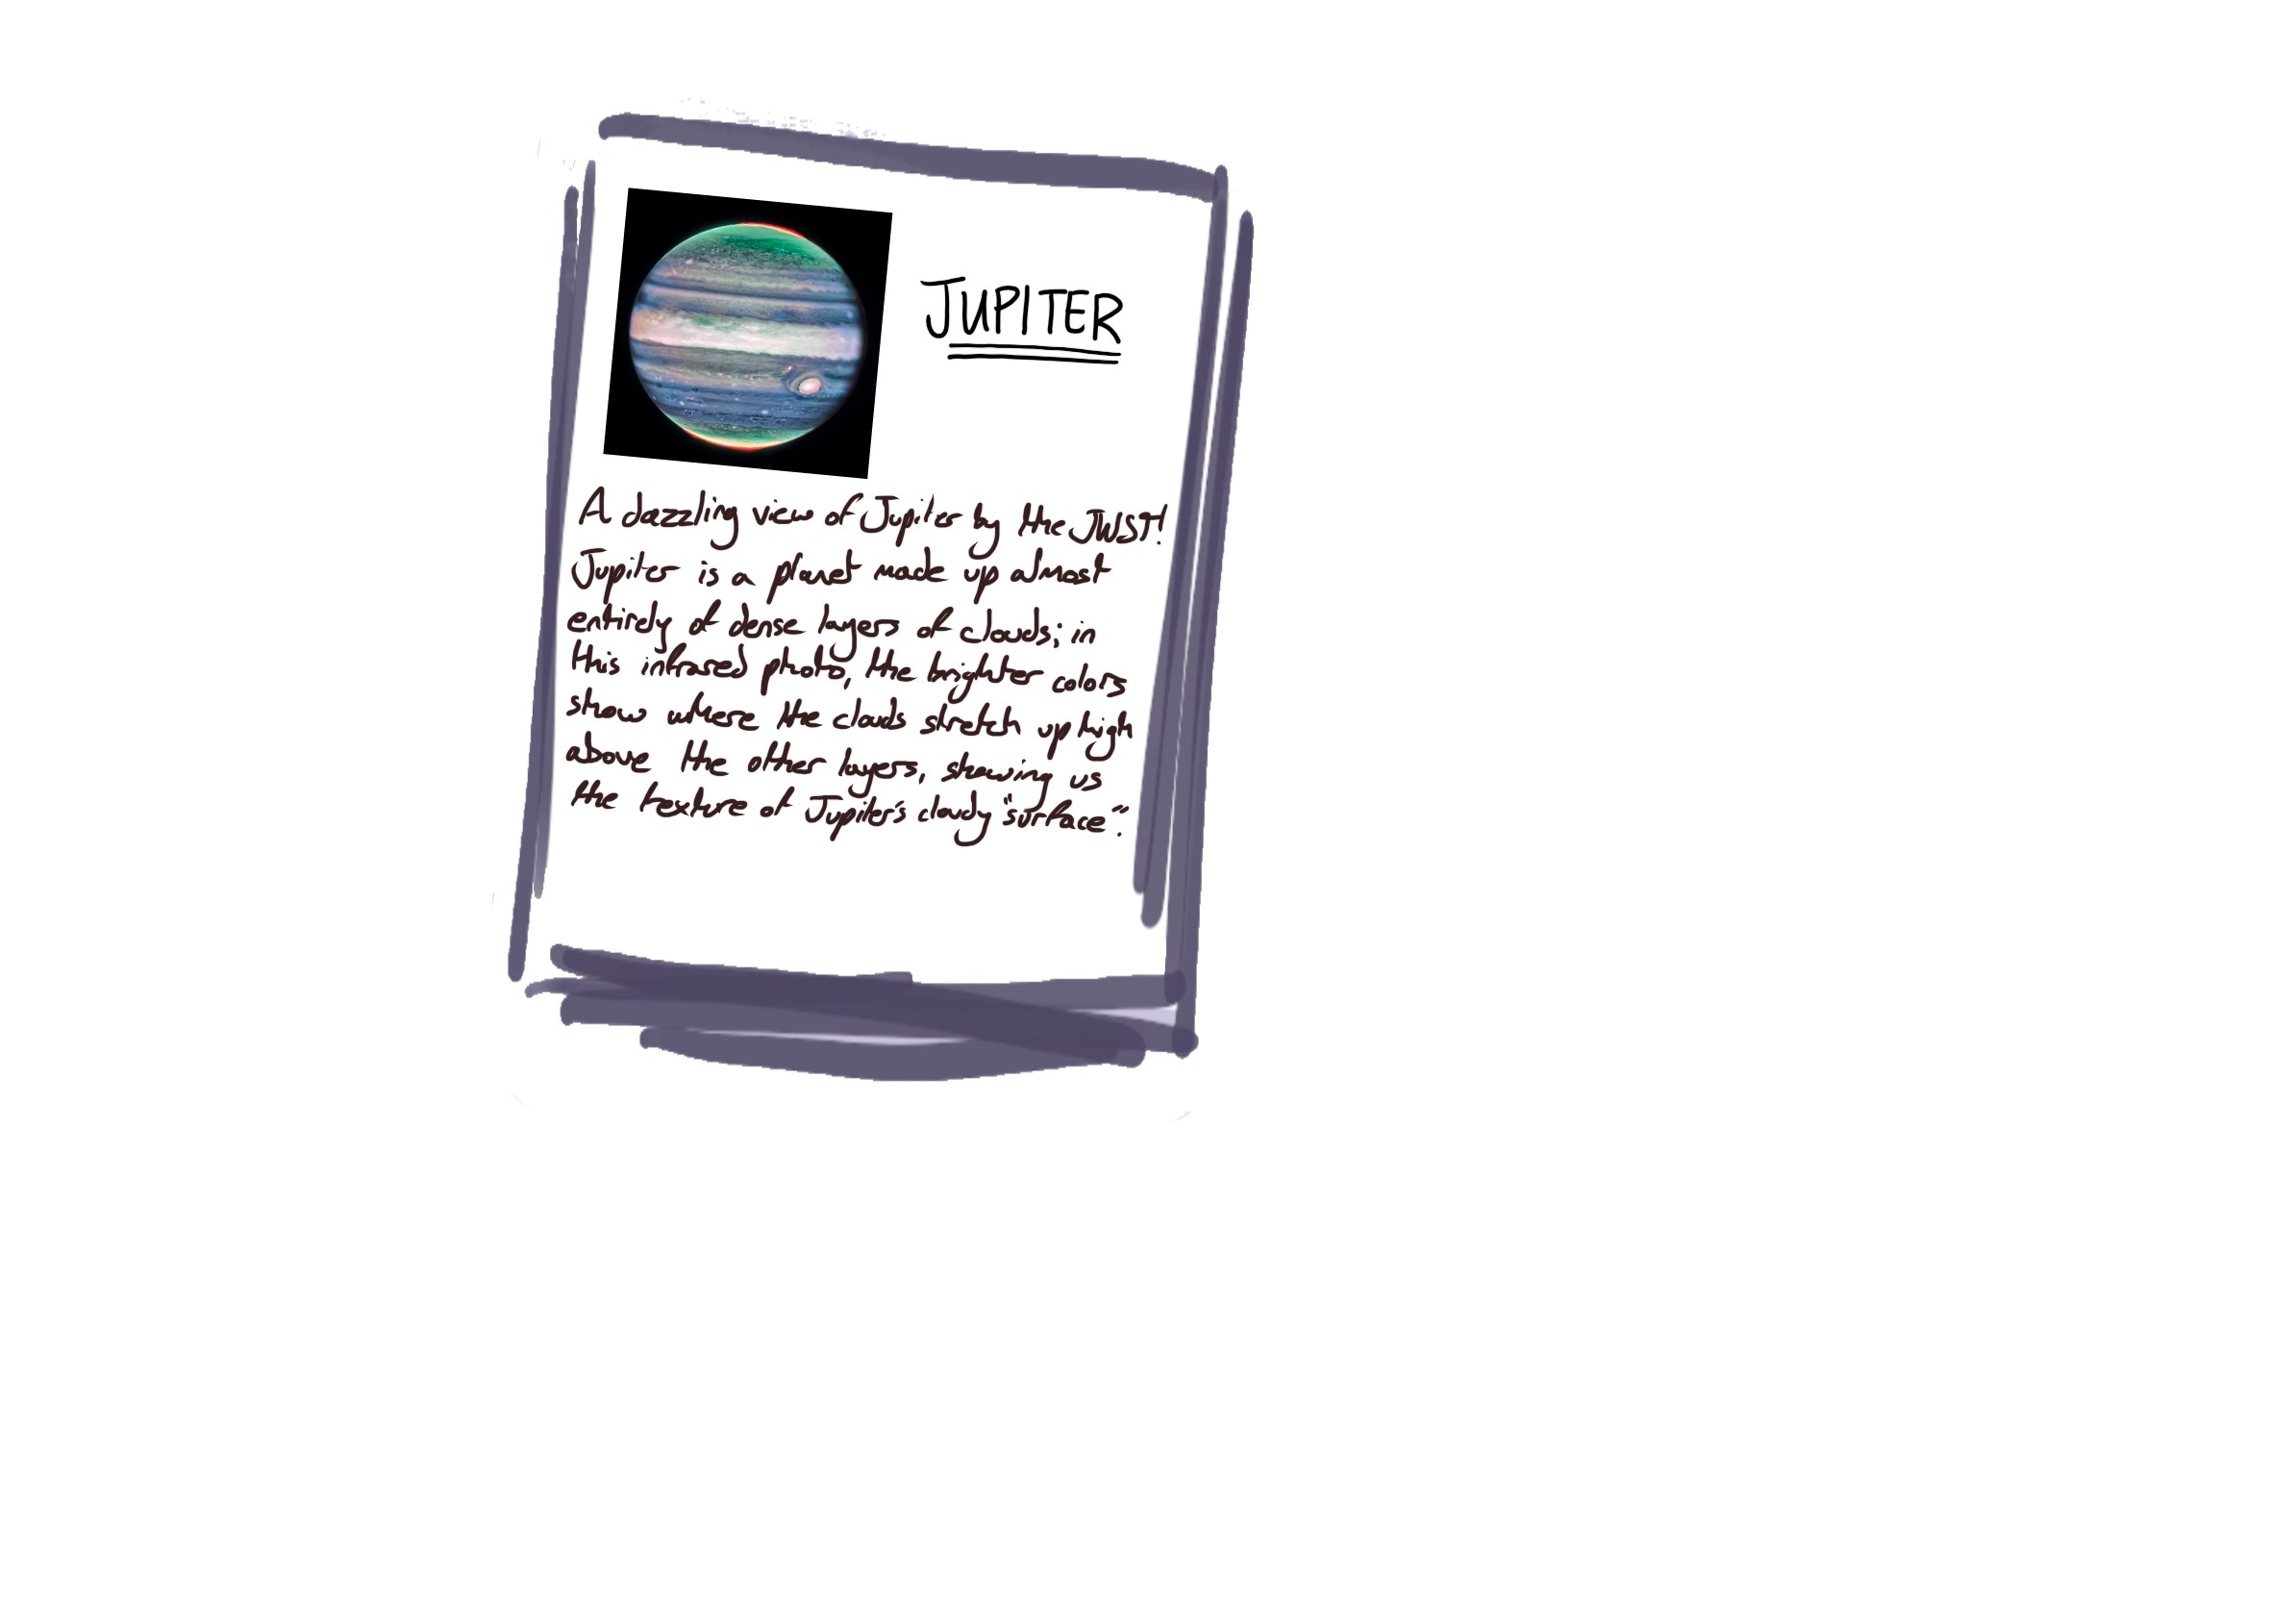 JUPITER
A dazzling view of Jupiter by the JWST!
Jupiter is a planet made up almost
entirely of dense layers of clouds; in
this infrared photo, the brighter colors
show where the clouds stretch up high
above the other layers, showing us
the texture of Jupiter's cloudy "surface".